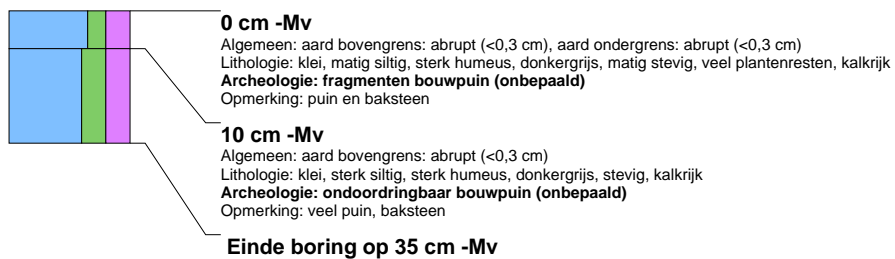 0 cm -Mv
Algemeen: aard bovengrens: abrupt (<0,3 cm), aard ondergrens: abrupt (<0,3 cm)
Lithologie: klei, matig siltig, sterk humeus, donkergrijs, matig stevig, veel plantenresten, kalkrijk
Archeologie: fragmenten bouwpuin (onbepaald)
Opmerking: puin en baksteen
10 cm -Mv
Algemeen: aard bovengrens: abrupt (<0,3 cm)
Lithologie: klei, sterk siltig, sterk humeus, donkergrijs, stevig, kalkrijk
Archeologie: ondoordringbaar bouwpuin (onbepaald)
Opmerking: veel puin, baksteen
Einde boring op 35 cm -Mv